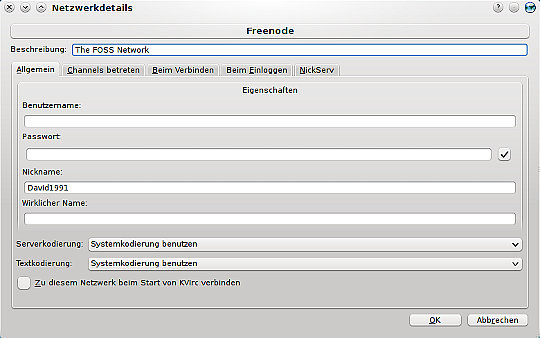 Netzwerkdetails
Freenode
Beschreibung: The FOSS Network
Allgemein Channels betreten Beim Verbinden Beim Einloggen NickServ
Eigenschaften
Benutzername:
Passwort:
Nickname:
David1991
Wirklicher Name:
Serverkodierung: Systemkodierung benutzen
Textkodierung: Systemkodierung benutzen
Zu diesem Netzwerk beim Start von KVIrc verbinden
OK Abbrechen